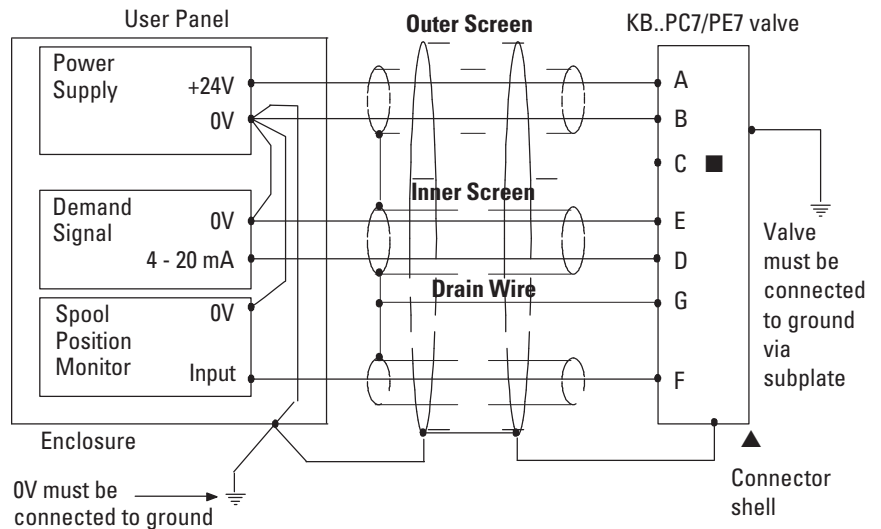 User Panel
Outer Screen
KB..PC7/PE7 valve
Power
Supply
+24V
0V
A
B
C
Inner Screen
Demand
Signal
0V
4 - 20 mA
E
D
Drain Wire
G
Spool
Position
Monitor
0V
Input
F
Valve
must be
connected
to ground
via
subplate
Enclosure
0V must be
connected to ground
Connector
shell